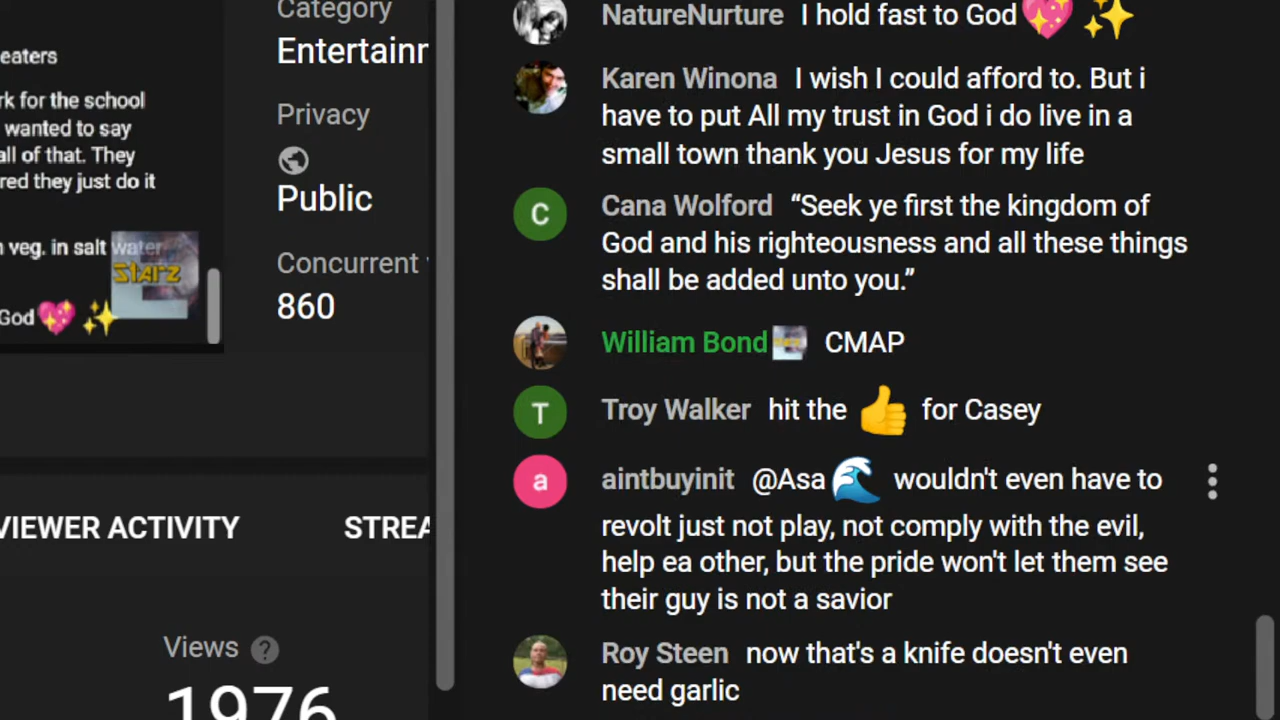 eaters
rk for the school
wanted to say
all of that. They
red they just do it
n veg. in salt water
starz
God💖 ✨
Category
Entertainn
Privacy
Public
Concurrent
860
VIEWER ACTIVITY
STREA
Views ?
1976
NatureNurture I hold fast to God💖 ✨
Karen Winona I wish I could afford to. But i
have to put All my trust in God i do live in a
small town thank you Jesus for my life
C
Cana Wolford “Seek ye first the kingdom of
God and his righteousness and all these things
shall be added unto you.”
William Bond CMAP
T
Troy Walker hit the 👍 for Casey
a
aintbuyinit @Asa🌊 wouldn't even have to
revolt just not play, not comply with the evil,
help ea other, but the pride won't let them see
their guy is not a savior
Roy Steen now that's a knife doesn't even
need garlic